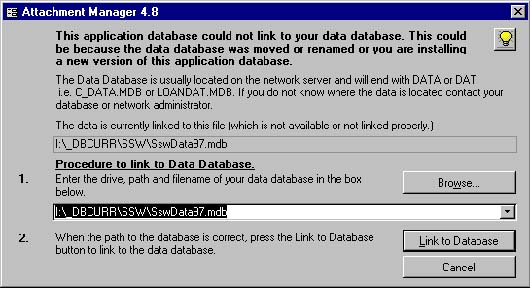 Attachment Manager 4.8
This application database could not link to your data database. This could
be because the data database was moved or renamed or you are installing
a new version of this application database.
The Data Database is usually located on the network server and will end with DATA or DAT
i.e. C_DATA.MDB or LOANDAT.MDB. If you do not know where the data is located contact your
database or network administrator.
The data is currently linked to this file (which is not available or not linked properly.)
I:\_DBCURR\SSW\SswData97.mdb
Procedure to link to Data Database.
1. Enter the drive, path and filename of your data database in the box
below.
Browse...
I:\_DBCURR\SSW\SswData97.mdb
2. When the path to the database is correct, press the Link to Database
button to link to the data database.
Link to Database
Cancel